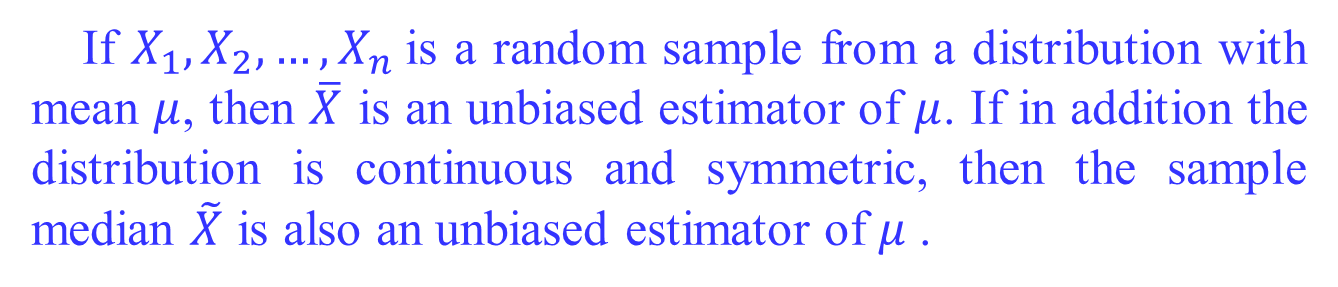 If X₁, X₂, … , Xₙ is a random sample from a distribution with
mean μ, then X̅ is an unbiased estimator of μ. If in addition the
distribution is continuous and symmetric, then the sample
median X̃ is also an unbiased estimator of μ .